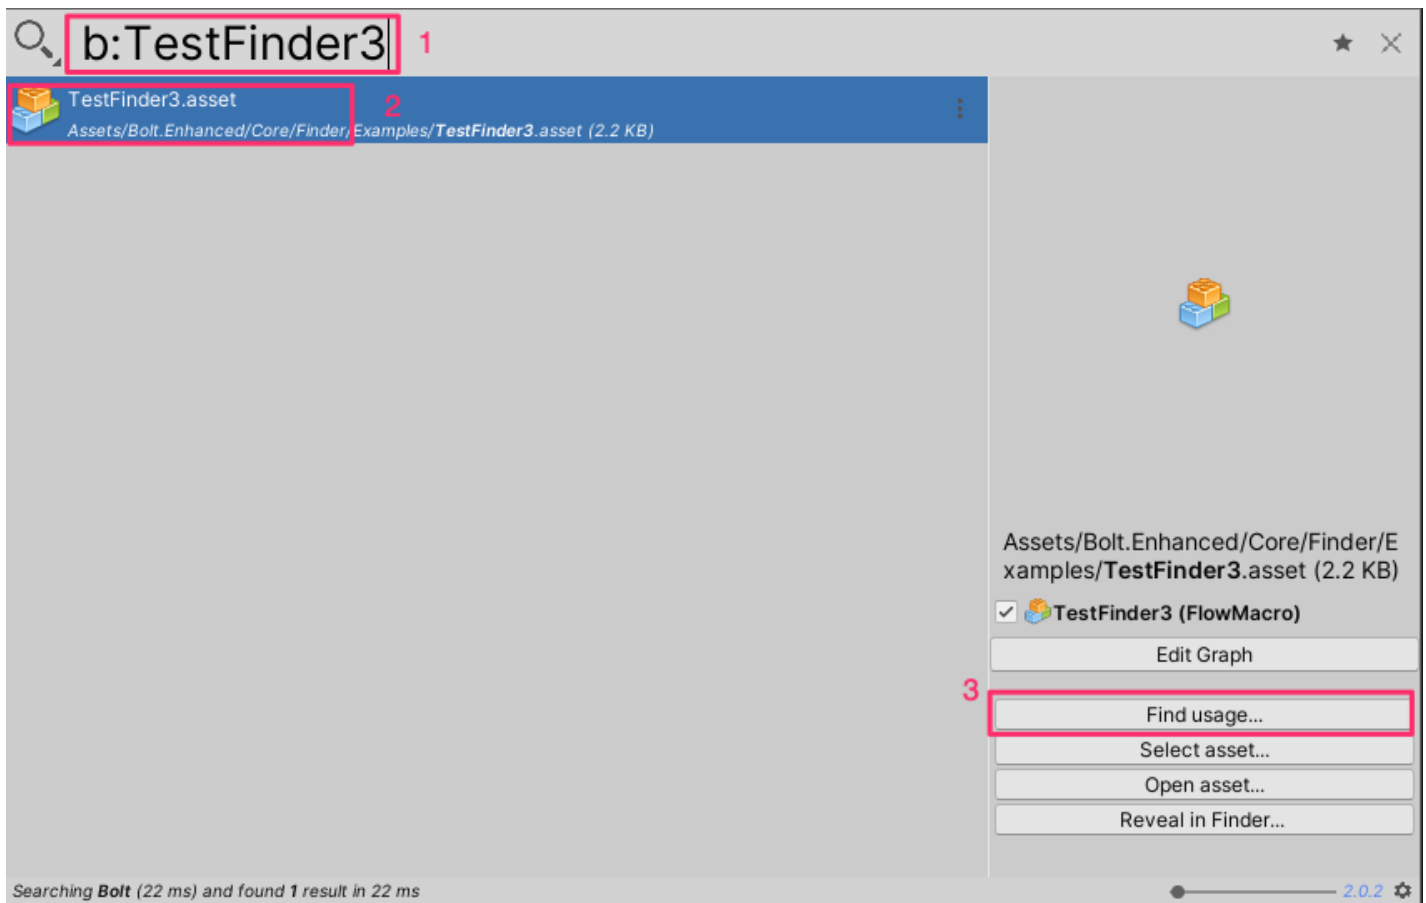 b:TestFinder3 1
TestFinder3.asset 2
Assets/Bolt.Enhanced/Core/Finder/Examples/TestFinder3.asset (2.2 KB)
Assets/Bolt.Enhanced/Core/Finder/E
xamples/TestFinder3.asset (2.2 KB)
TestFinder3 (FlowMacro)
Edit Graph
3
Find usage...
Select asset...
Open asset...
Reveal in Finder...
Searching Bolt (22 ms) and found 1 result in 22 ms
2.0.2